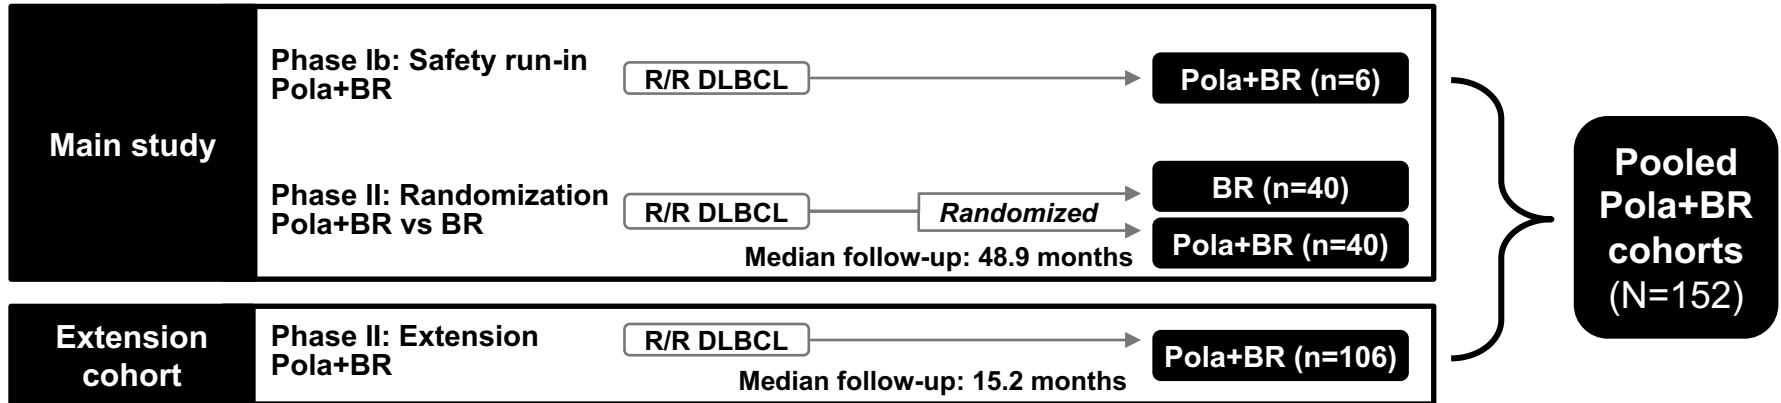 Main study
Phase Ib: Safety run-in
Pola+BR
R/R DLBCL
Pola+BR (n=6)
Phase II: Randomization
Pola+BR vs BR
R/R DLBCL
Randomized
BR (n=40)
Pola+BR (n=40)
Median follow-up: 48.9 months
Extension
cohort
Phase II: Extension
Pola+BR
R/R DLBCL
Pola+BR (n=106)
Median follow-up: 15.2 months
Pooled
Pola+BR
cohorts
(N=152)